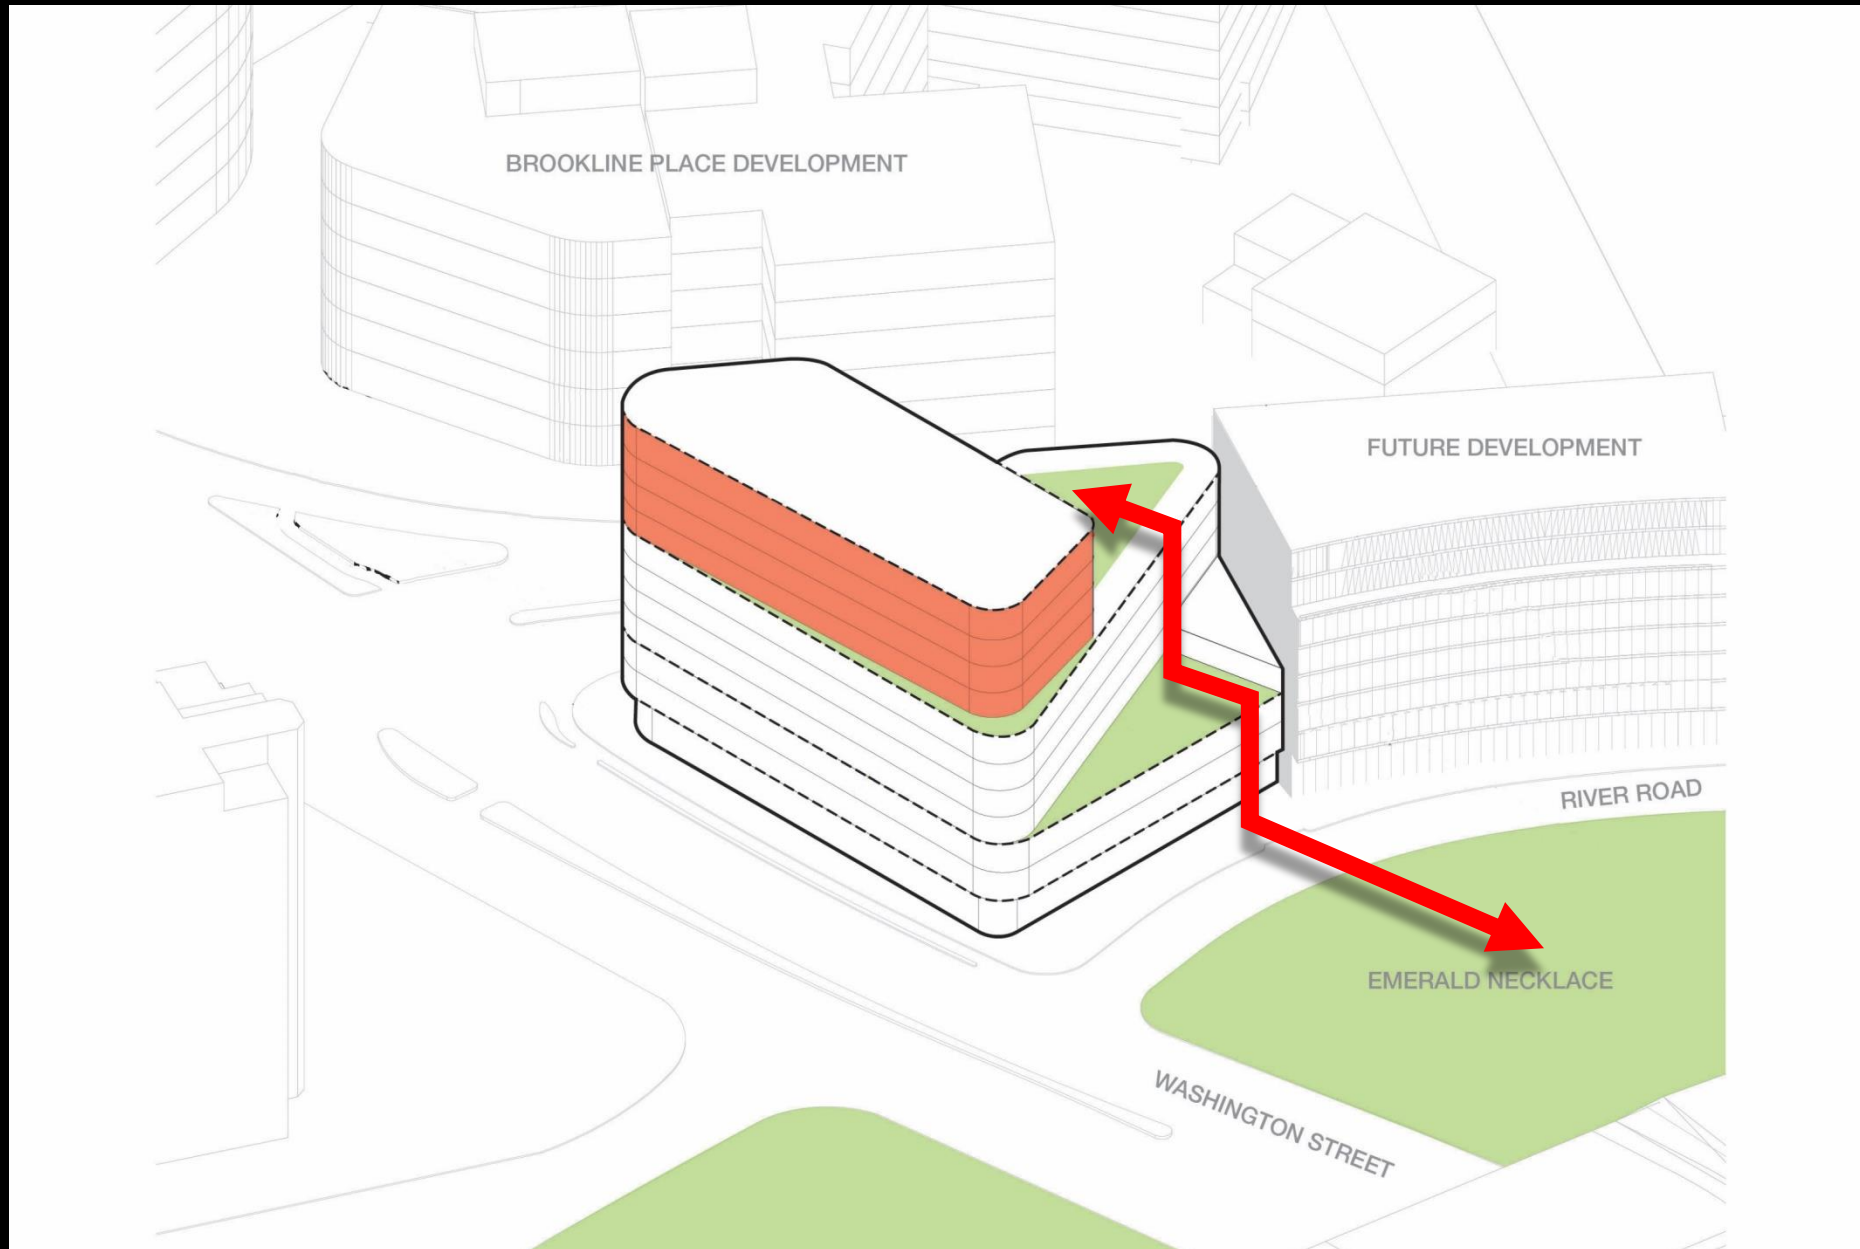 BROOKLINE PLACE DEVELOPMENT
FUTURE DEVELOPMENT
RIVER ROAD
EMERALD NECKLACE
WASHINGTON STREET